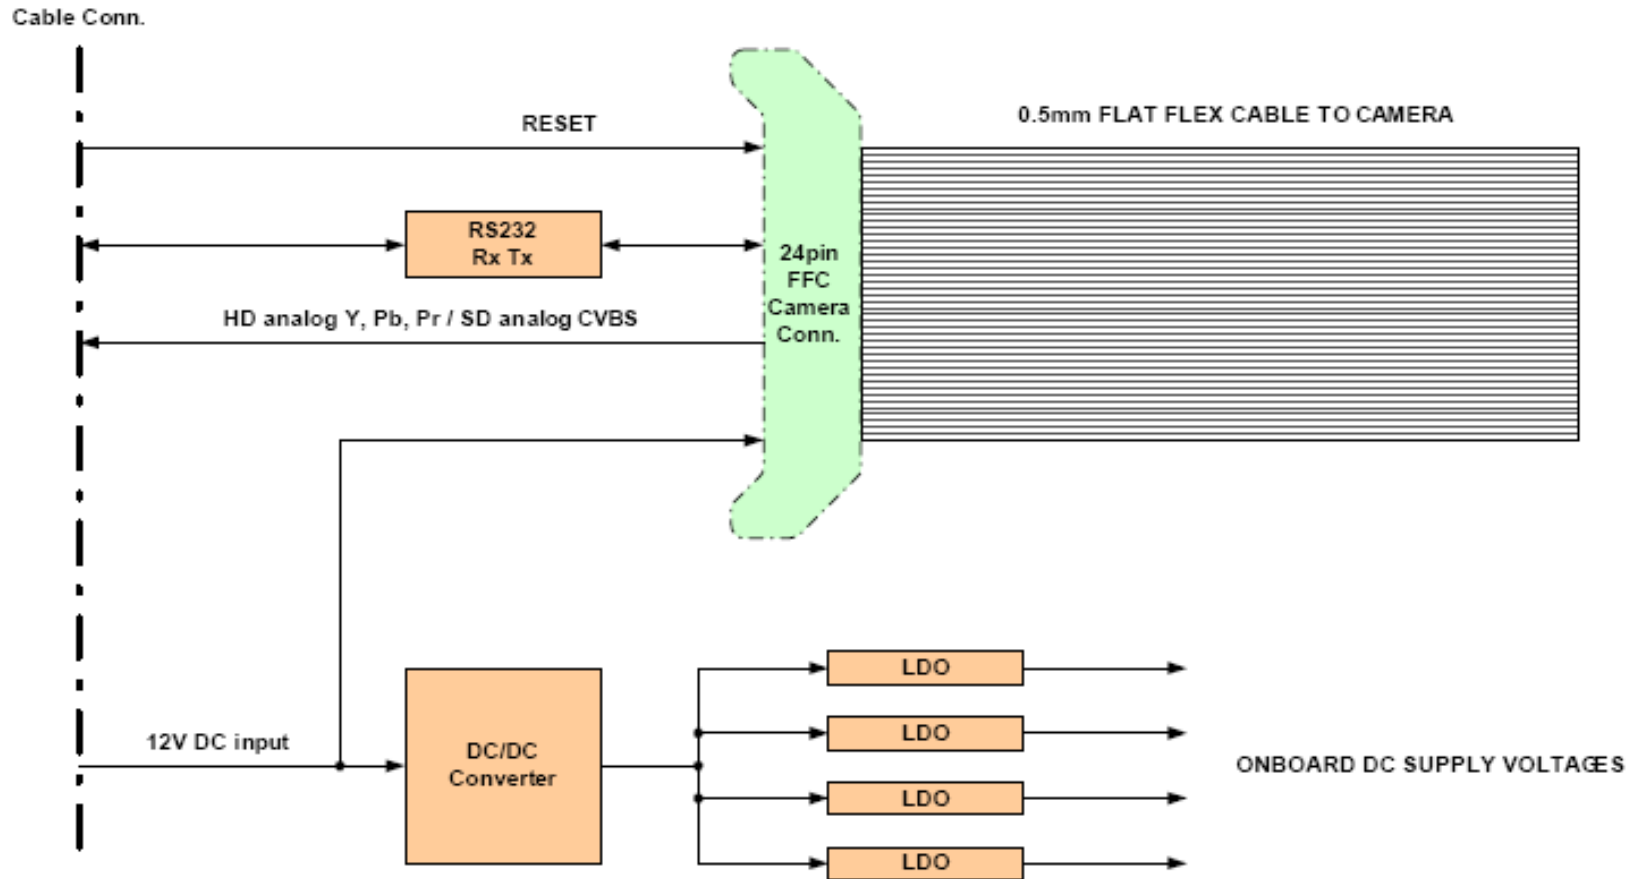 Cable Conn.
RESET
0.5mm FLAT FLEX CABLE TO CAMERA
RS232
Rx Tx
24pin
FFC
Camera
Conn.
HD analog Y, Pb, Pr / SD analog CVBS
LDO
LDO
12V DC input
DC/DC
Converter
ONBOARD DC SUPPLY VOLTAGES
LDO
LDO